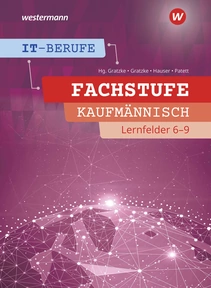 westermann
IT-BERUFE
Hg. Gratzke · Gratzke · Hauser · Patett
FACHSTUFE
KAUFMÄNNISCH
Lernfelder 6–9